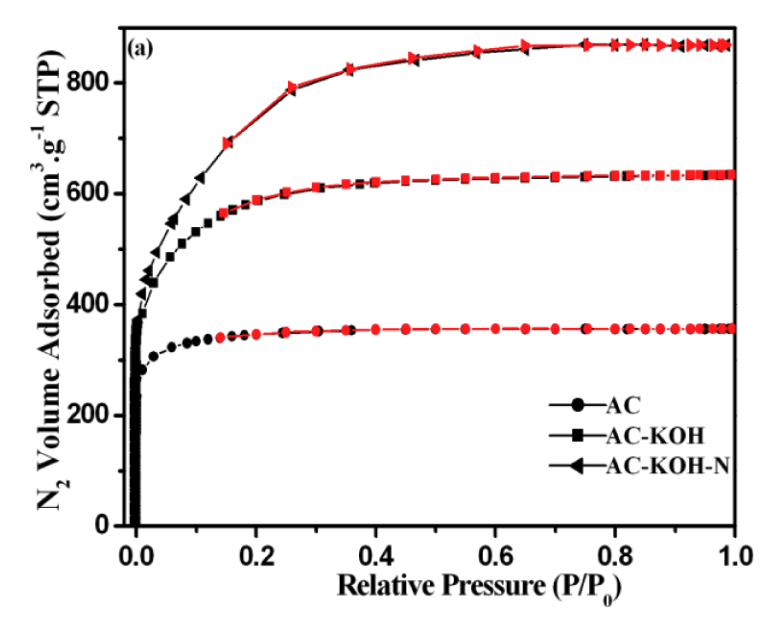 (a)
N₂ Volume Adsorbed (cm³.g⁻¹ STP)
800
600
400
200
0
AC
AC-KOH
AC-KOH-N
0.0 0.2 0.4 0.6 0.8 1.0
Relative Pressure (P/P₀)